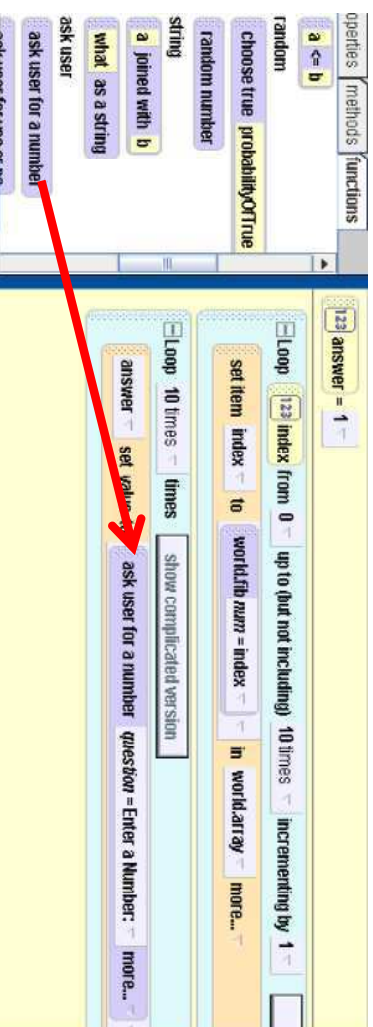 operties methods functions
a <= b
random
choose true probabilityOfTrue
random number
string
a joined with b
what as a string
ask user
ask user for a number
123 answer = 1
Loop 123 index from 0 up to (but not including) 10 times incrementing by 1
set item index to world.fib num = index in world.array more...
Loop 10 times times show complicated version
answer set value ask user for a number question = Enter a Number: more...